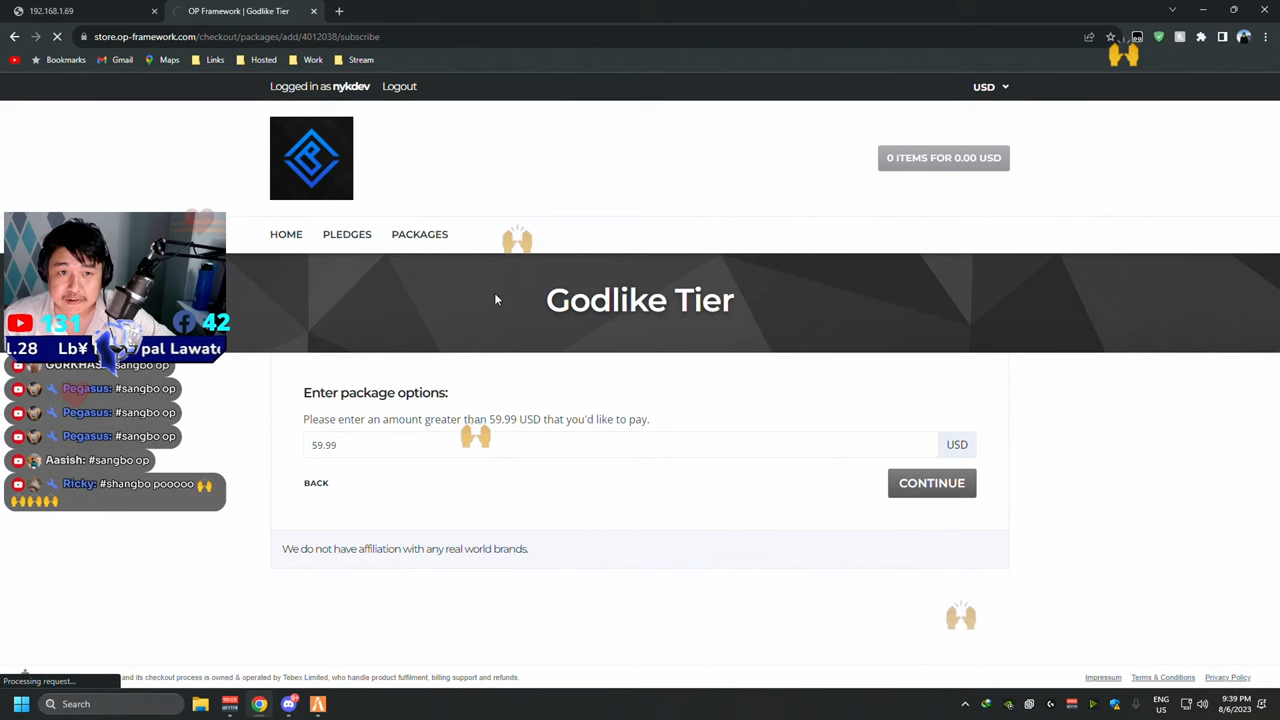 192.168.1.69
OP Framework | Godlike Tier
store.op-framework.com/checkout/packages/add/4012038/subscribe
Bookmarks
Gmail
Maps
Links
Hosted
Work
Stream
Logged in as nykdev
Logout
USD
0 ITEMS FOR 0.00 USD
HOME
PLEDGES
PACKAGES
Godlike Tier
131
42
Enter package options:
Please enter an amount greater than 59.99 USD that you'd like to pay.
59.99
USD
BACK
CONTINUE
We do not have affiliation with any real world brands.
GURKHAS #sangbo op
Pegasus: #sangbo op
Pegasus: #sangbo op
Pegasus: #sangbo op
Aasish: #sangbo op
Ricky: #shangbo pooooo
Processing request...
and its checkout process is owned & operated by Tebex Limited, who handle product fulfilment, billing support and refunds.
Impressum
Terms & Conditions
Privacy Policy
Search
ENG
US
9:39 PM
8/6/2023